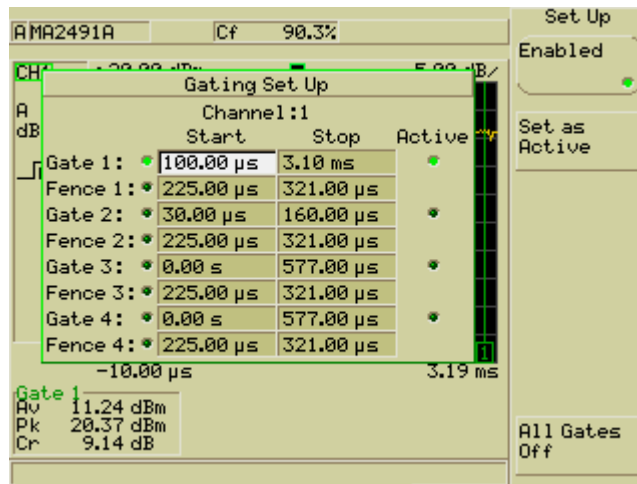 A MA2491A Cf 90.3%
Set Up
Enabled
Set as
Active
All Gates
Off
CH1
A
dB
Gating Set Up
Channel:1
Start Stop Active
Gate 1: 100.00 µs 3.10 ms
Fence 1: 225.00 µs 321.00 µs
Gate 2: 30.00 µs 160.00 µs
Fence 2: 225.00 µs 321.00 µs
Gate 3: 0.00 s 577.00 µs
Fence 3: 225.00 µs 321.00 µs
Gate 4: 0.00 s 577.00 µs
Fence 4: 225.00 µs 321.00 µs
1
-10.00 µs 3.19 ms
Gate 1
Av 11.24 dBm
Pk 20.37 dBm
Cr 9.14 dB